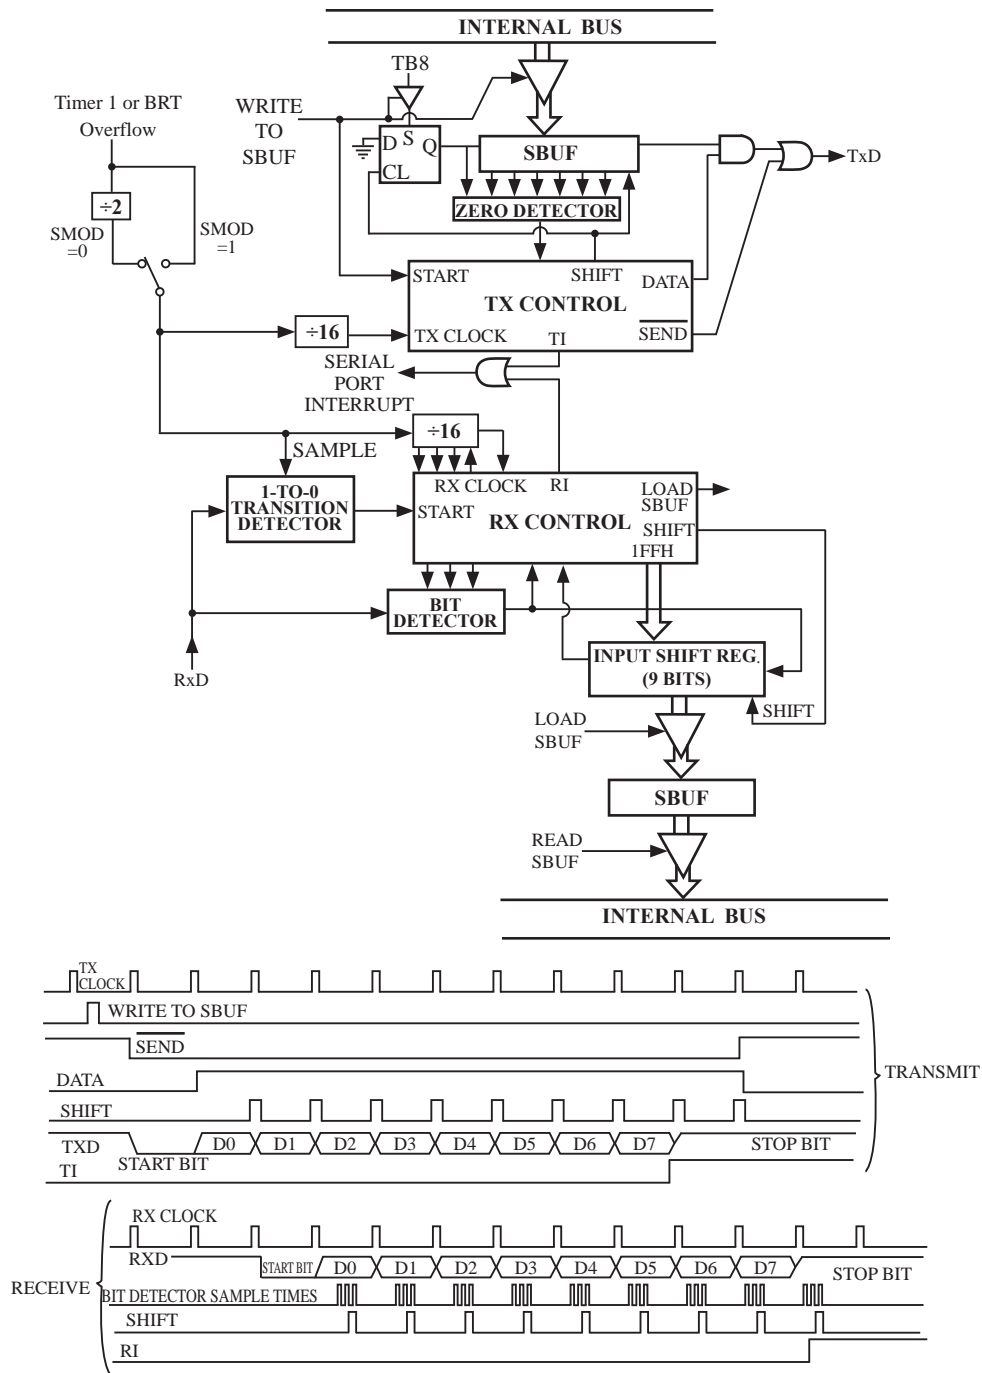 INTERNAL BUS
TB8
Timer 1 or BRT
Overflow
WRITE
TO
SBUF
D S Q
CL
SBUF
TxD
÷2
ZERO DETECTOR
SMOD
=0
SMOD
=1
START
SHIFT
DATA
TX CONTROL
÷16
TX CLOCK
TI
SEND
SERIAL
PORT
INTERRUPT
÷16
SAMPLE
RX CLOCK
RI
LOAD
SBUF
1-TO-0
TRANSITION
DETECTOR
START
RX CONTROL
SHIFT
1FFH
BIT
DETECTOR
RxD
INPUT SHIFT REG.
(9 BITS)
SHIFT
LOAD
SBUF
SBUF
READ
SBUF
INTERNAL BUS
TX
CLOCK
WRITE TO SBUF
SEND
DATA
TRANSMIT
SHIFT
TXD
START BIT
D0 D1 D2 D3 D4 D5 D6 D7
STOP BIT
TI
RX CLOCK
RXD
START BIT
D0 D1 D2 D3 D4 D5 D6 D7
STOP BIT
RECEIVE
BIT DETECTOR SAMPLE TIMES
SHIFT
RI